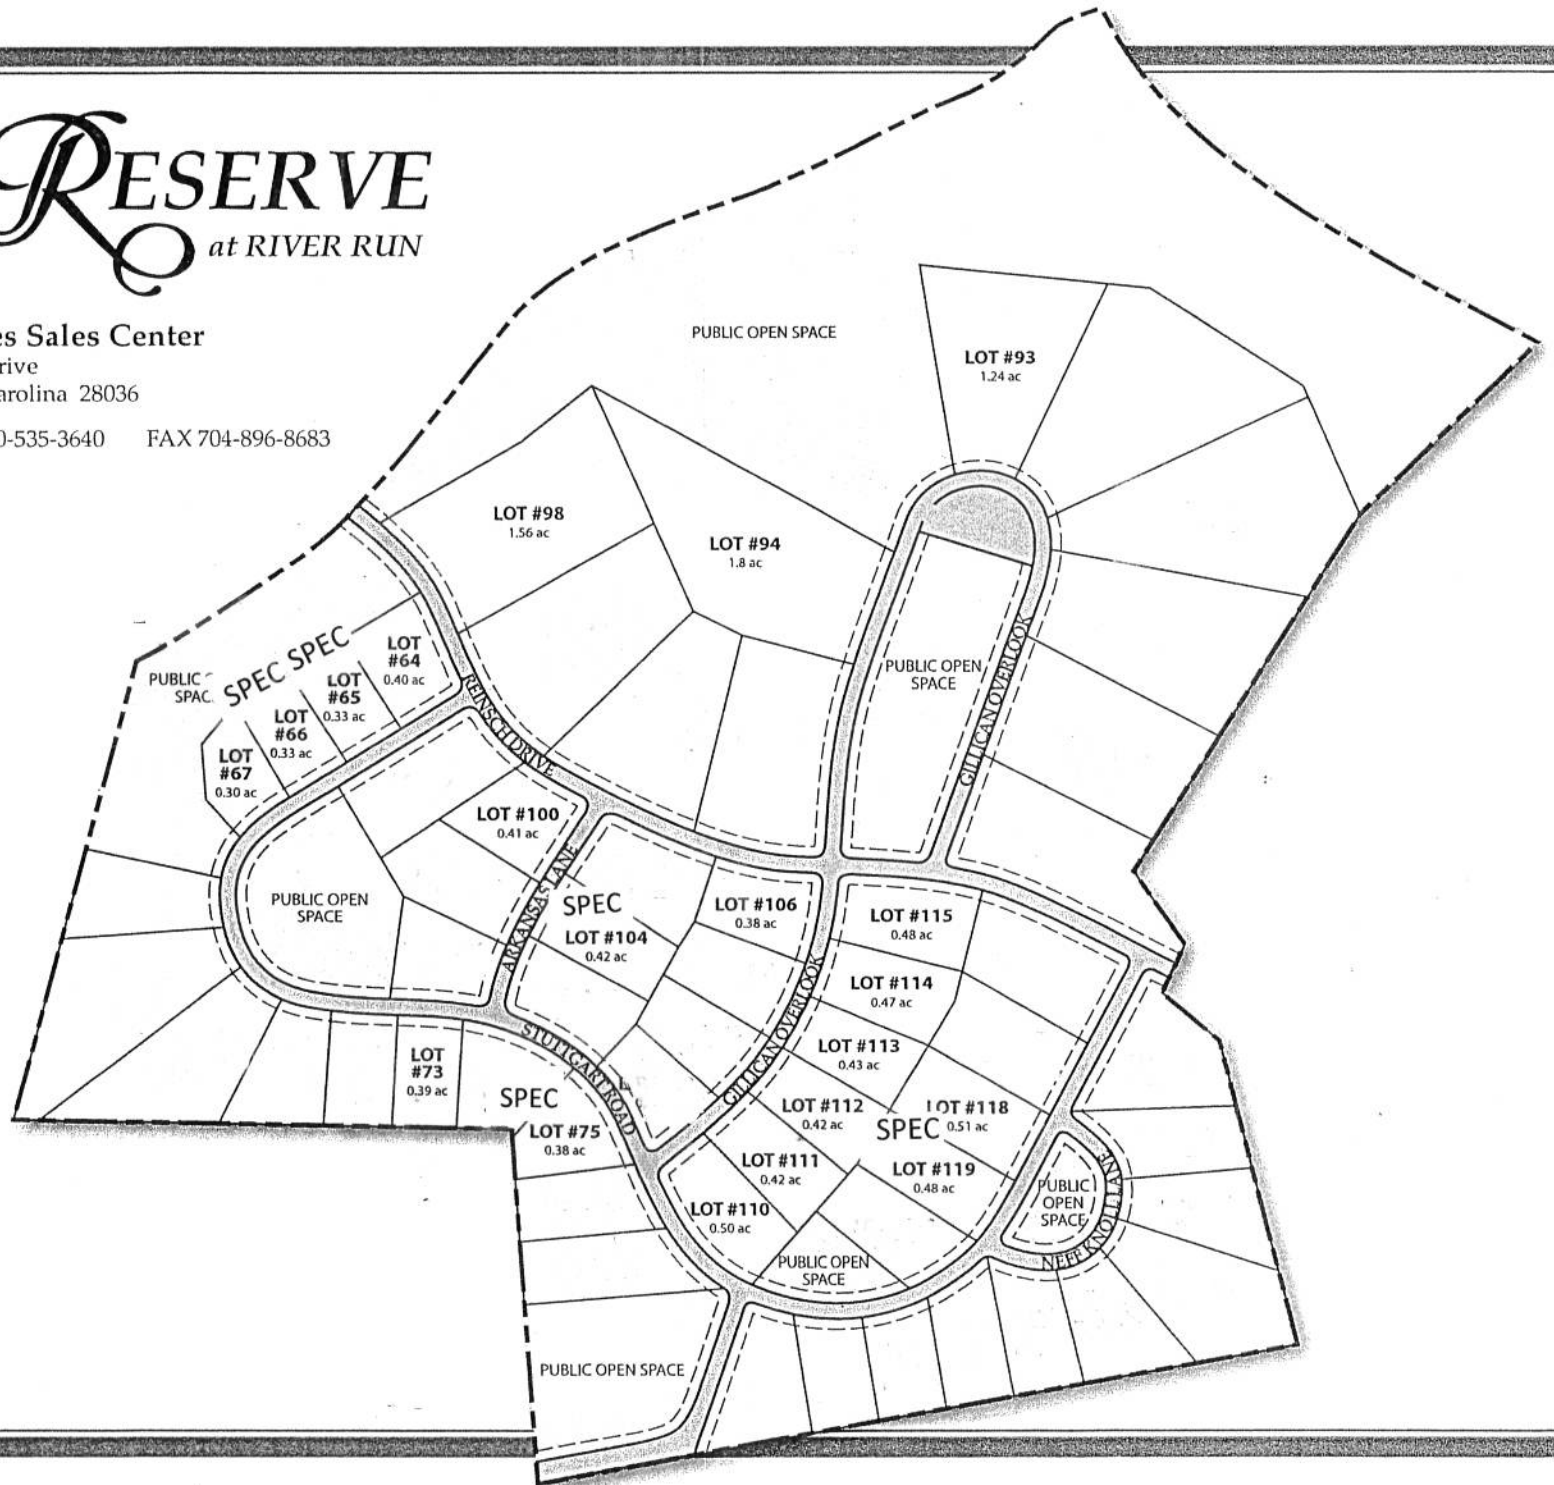 RESERVE
at RIVER RUN
es Sales Center
rive
arolina 28036
0-535-3640 FAX 704-896-8683
PUBLIC OPEN SPACE
LOT #93
1.24 ac
LOT #98
1.56 ac
LOT #94
1.8 ac
PUBLIC
SPAC
SPEC SPEC
LOT
#64
0.40 ac
LOT
#65
0.33 ac
LOT
#66
0.33 ac
LOT
#67
0.30 ac
REINSCH DRIVE
PUBLIC OPEN
SPACE
GILLICAN OVERLOOK
LOT #100
0.41 ac
PUBLIC OPEN
SPACE
ARKANSAS LANE
SPEC
LOT #104
0.42 ac
LOT #106
0.38 ac
LOT #115
0.48 ac
LOT #114
0.47 ac
GILLICAN OVERLOOK
LOT #113
0.43 ac
STUTTGART ROAD
LOT
#73
0.39 ac
SPEC
LOT #75
0.38 ac
LOT #112
0.42 ac
SPEC
LOT #118
0.51 ac
LOT #111
0.42 ac
LOT #119
0.48 ac
LOT #110
0.50 ac
PUBLIC OPEN
SPACE
PUBLIC
OPEN
SPACE
NEFF KNOLL LANE
PUBLIC OPEN SPACE